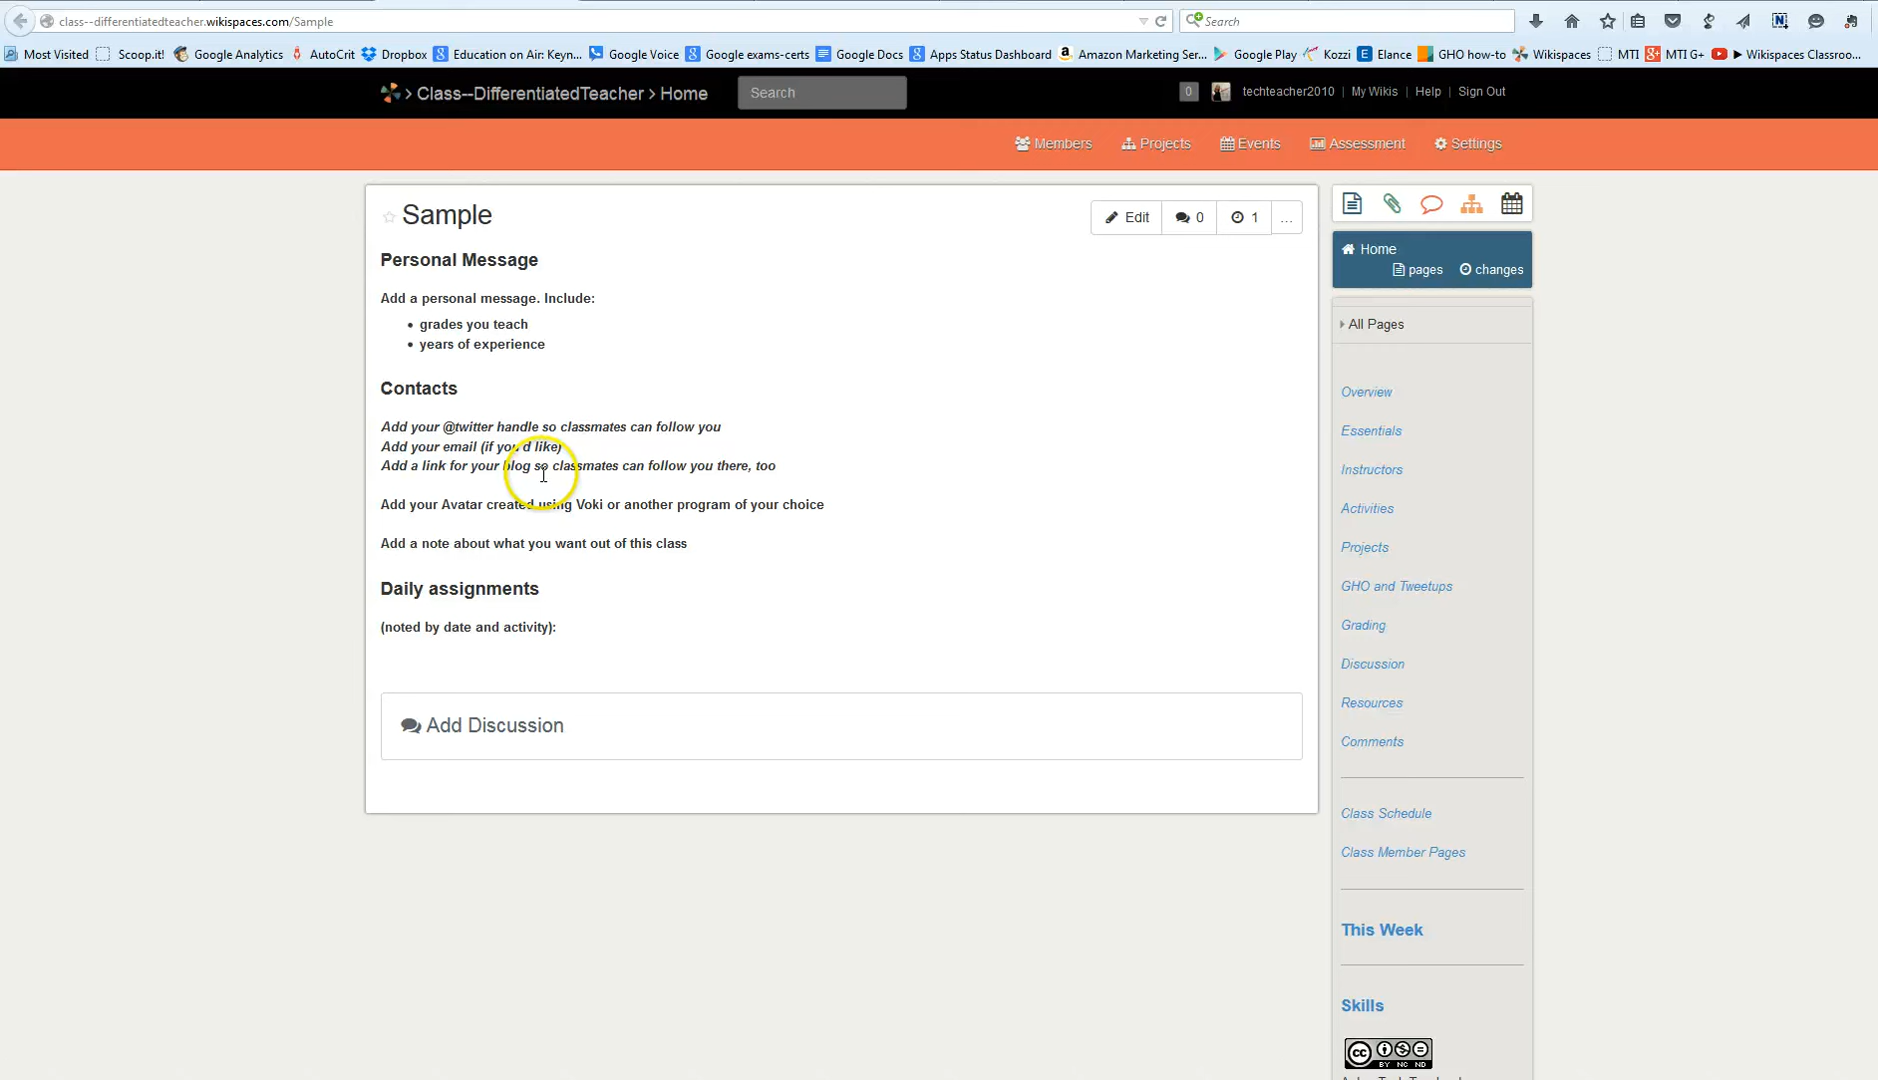 class--differentiatedteacher.wikispaces.com/Sample
Search
Most Visited Scoop.it! Google Analytics AutoCrit Dropbox Education on Air: Keyn... Google Voice Google exams-certs Google Docs Apps Status Dashboard Amazon Marketing Ser... Google Play Kozzi Elance GHO how-to Wikispaces MTI MTI G+ Wikispaces Classroo...
> Class--DifferentiatedTeacher > Home
Search
0 techteacher2010 | My Wikis | Help | Sign Out
Members Projects Events Assessment Settings
Sample
Edit 0 1 ...
Personal Message
Add a personal message. Include:
• grades you teach
• years of experience
Contacts
Add your @twitter handle so classmates can follow you
Add your email (if you'd like)
Add a link for your blog so classmates can follow you there, too
Add your Avatar created using Voki or another program of your choice
Add a note about what you want out of this class
Daily assignments
(noted by date and activity):
Add Discussion
Home
pages changes
All Pages
Overview
Essentials
Instructors
Activities
Projects
GHO and Tweetups
Grading
Discussion
Resources
Comments
Class Schedule
Class Member Pages
This Week
Skills
cc
BY NC ND